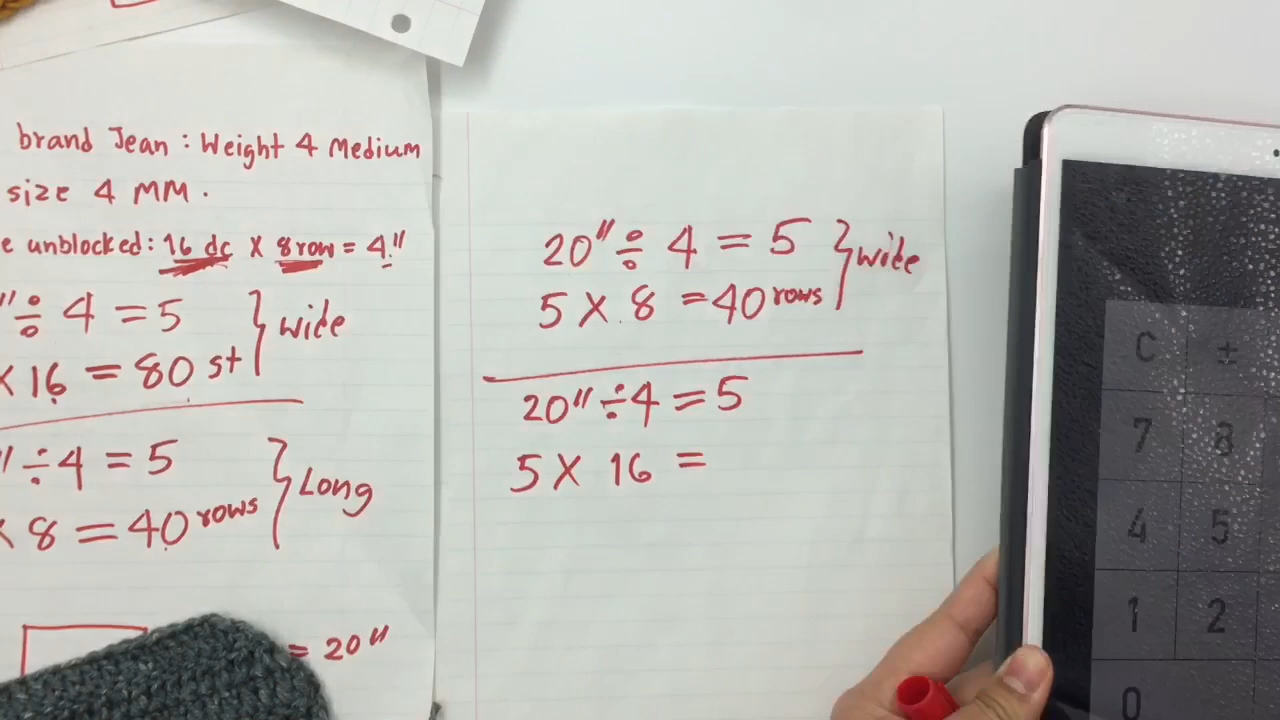 brand Jean : Weight 4 Medium
size 4 MM .
e unblocked: 16 dc X 8 row = 4"
" ÷ 4 = 5
X 16 = 80 st
} wide
" ÷ 4 = 5
X 8 = 40 rows
} Long
= 20"
20" ÷ 4 = 5
5 X 8 = 40 rows
} wide
20" ÷ 4 = 5
5 X 16 =
C ±
7 8
4 5
1 2
0